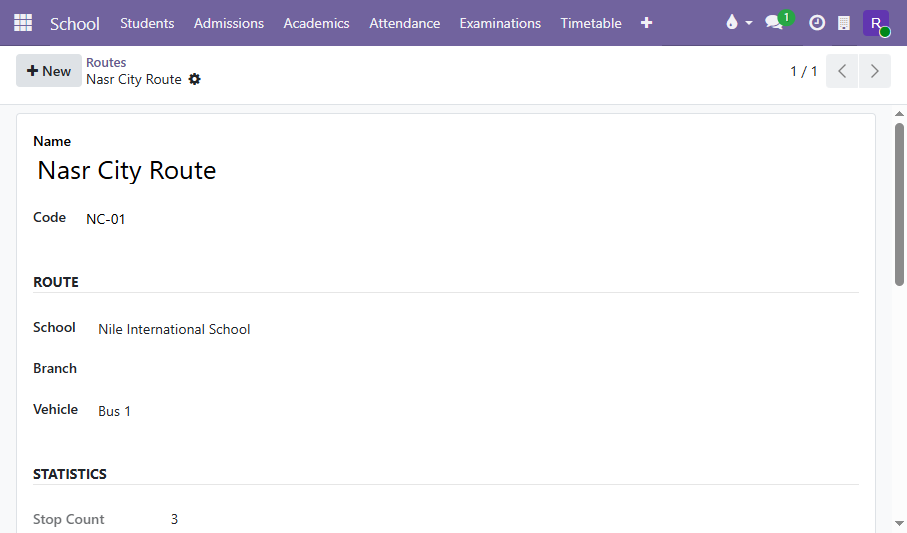 School Students Admissions Academics Attendance Examinations Timetable + 1 R
+ New Routes
Nasr City Route 1 / 1
Name
Nasr City Route
Code NC-01
ROUTE
School Nile International School
Branch
Vehicle Bus 1
STATISTICS
Stop Count 3